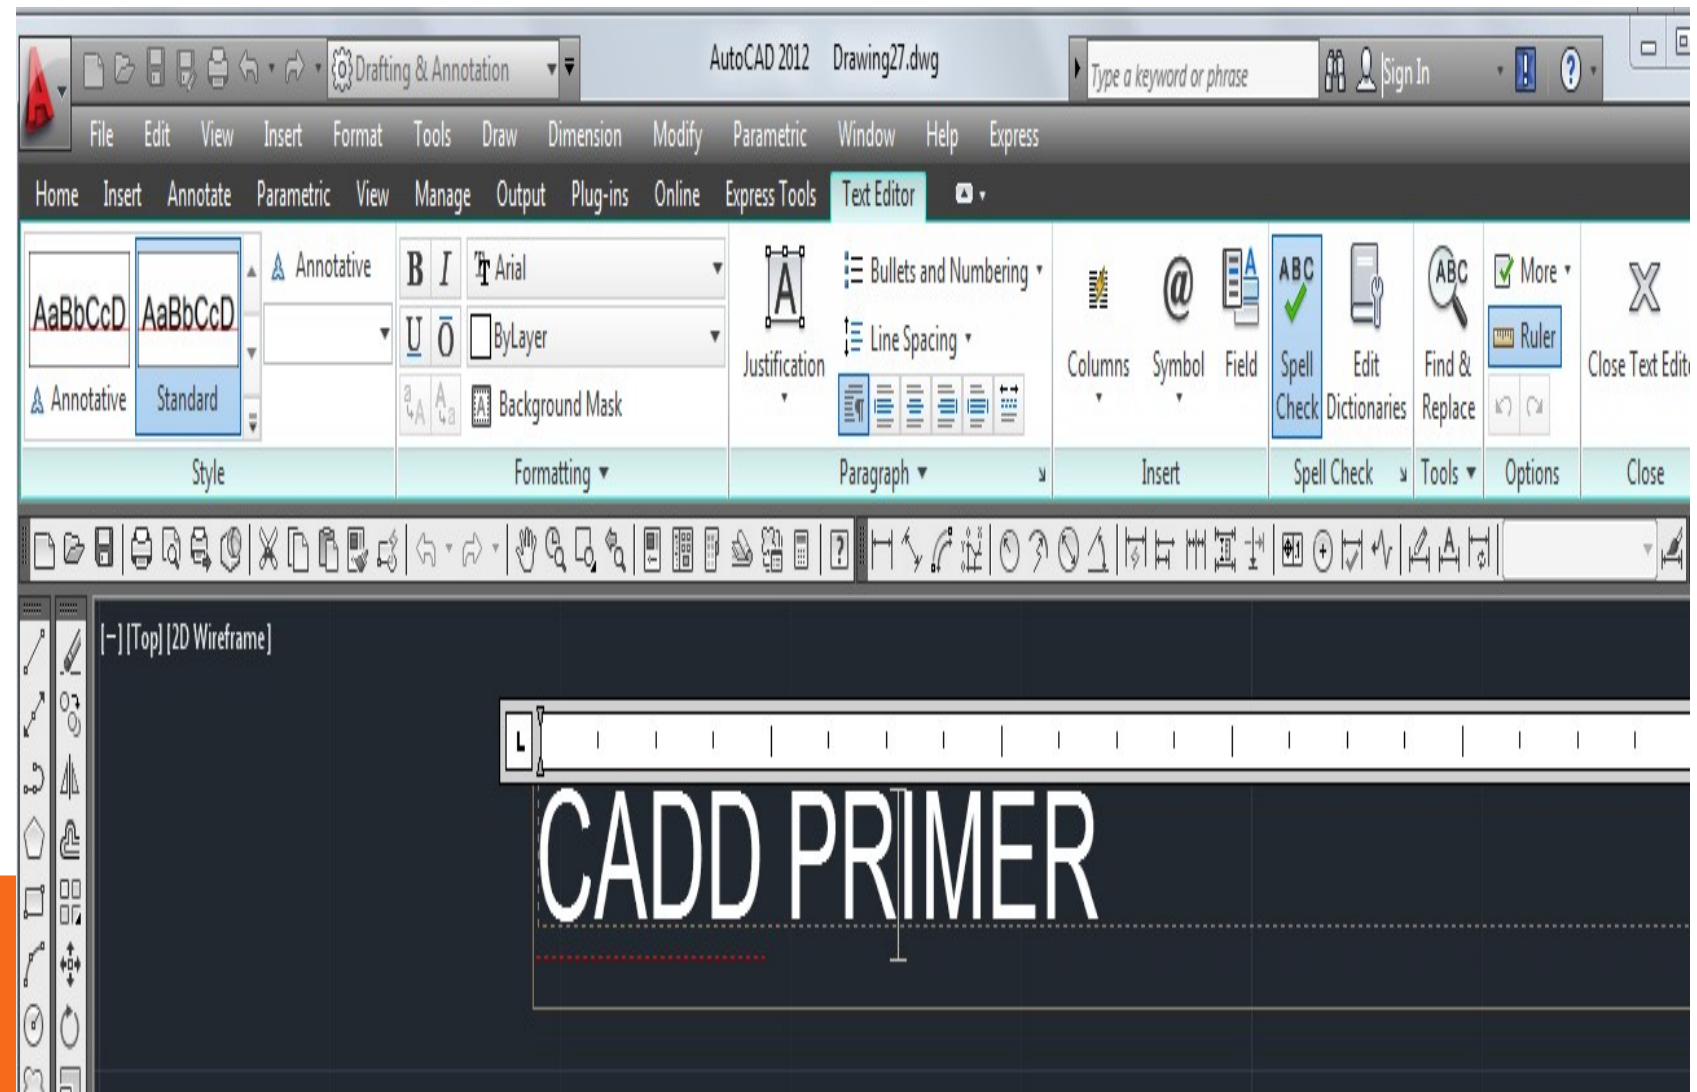 Drafting & Annotation
AutoCAD 2012 Drawing27.dwg
Type a keyword or phrase
Sign In
File Edit View Insert Format Tools Draw Dimension Modify Parametric Window Help Express
Home Insert Annotate Parametric View Manage Output Plug-ins Online Express Tools Text Editor
AaBbCcD AaBbCcD
Annotative Standard
Annotative
Style
B I Arial
U O ByLayer
Background Mask
Formatting
A
Justification
Bullets and Numbering
Line Spacing
Paragraph
Columns
@
Symbol
Field
Insert
ABC
Spell
Check
Edit
Dictionaries
Spell Check
ABC
Find &
Replace
Tools
More
Ruler
Options
X
Close Text Edit
Close
[–] [Top] [2D Wireframe]
L
CADD PRIMER